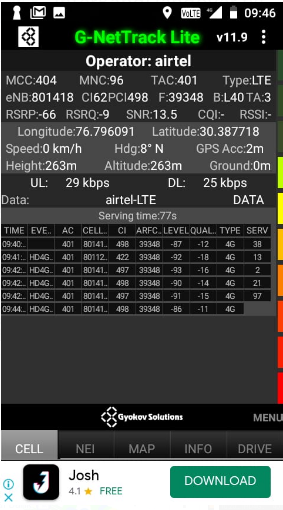 VoLTE 4G 09:46
G-NetTrack Lite v11.9
Operator: airtel
MCC:404 MNC:96 TAC:401 Type:LTE
eNB:801418 CI62PCI498 F:39348 B:L40 TA:3
RSRP:-66 RSRQ:-9 SNR:13.5 CQI:- RSSI:-
Longitude:76.796091 Latitude:30.387718
Speed:0 km/h Hdg:8° N GPS Acc:2m
Height:263m Altitude:263m Ground:0m
UL: 29 kbps DL: 25 kbps
Data: airtel-LTE DATA
Serving time:77s
TIME EVE.. AC CELL.. CI ARFC.. LEVEL QUAL.. TYPE SERV
09:40:.. 401 80141.. 498 39348 -87 -12 4G 38
09:41:.. HD4G.. 401 80112.. 422 39348 -92 -18 4G 13
09:42:.. HD4G.. 401 80141.. 497 39348 -93 -16 4G 2
09:42:.. HD4G.. 401 80141.. 498 39348 -90 -14 4G 21
09:42:.. HD4G.. 401 80141.. 497 39348 -91 -15 4G 97
09:44:.. HD4G.. 401 80141.. 498 39348 -86 -11 4G
Gyokov Solutions MENU
CELL NEI MAP INFO DRIVE
Josh
4.1 ★ FREE
DOWNLOAD